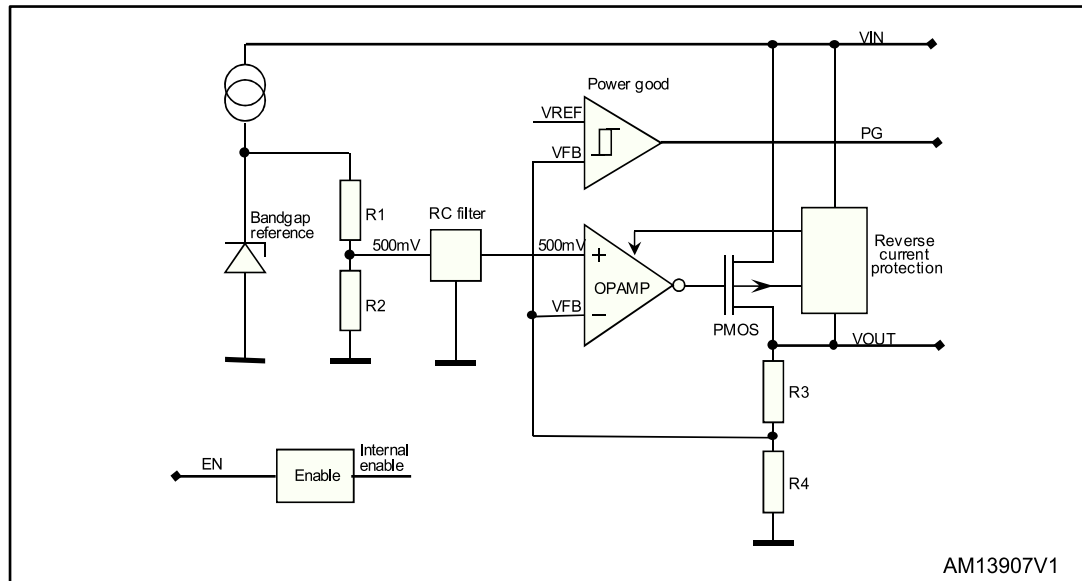 VIN
Power good
VREF
PG
VFB
R1
RC filter
Bandgap
reference
500mV
500mV
+
Reverse
current
protection
OPAMP
R2
VFB
−
PMOS
VOUT
R3
Internal
enable
EN
Enable
R4
AM13907V1